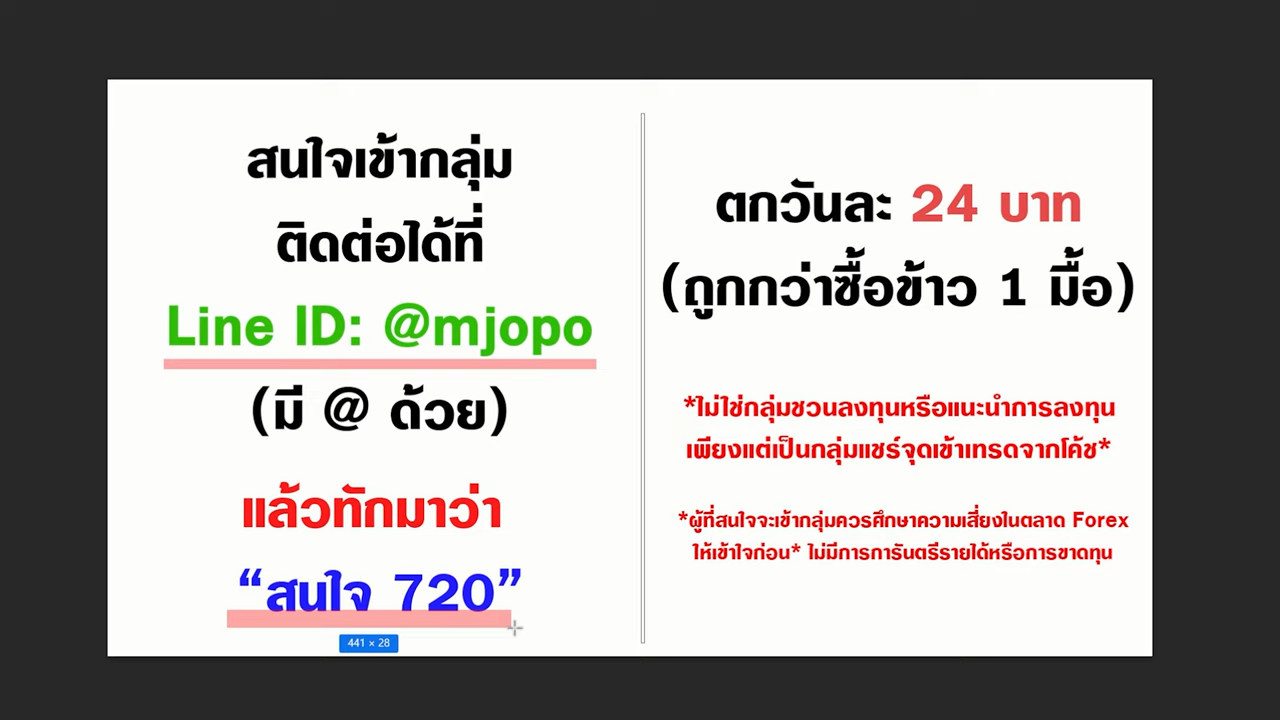 สนใจเข้ากลุ่ม
ติดต่อได้ที่
Line ID: @mjopo
(มี @ ด้วย)
แล้วทักมาว่า
“สนใจ 720”
441 × 28
ตกวันละ 24 บาท
(ถูกกว่าซื้อข้าว 1 มื้อ)
*ไม่ใช่กลุ่มชวนลงทุนหรือแนะนำการลงทุน
เพียงแต่เป็นกลุ่มแชร์จุดเข้าเทรดจากโค้ช*
*ผู้ที่สนใจจะเข้ากลุ่มควรศึกษาความเสี่ยงในตลาด Forex
ให้เข้าใจก่อน* ไม่มีการการันตรีรายได้หรือการขาดทุน